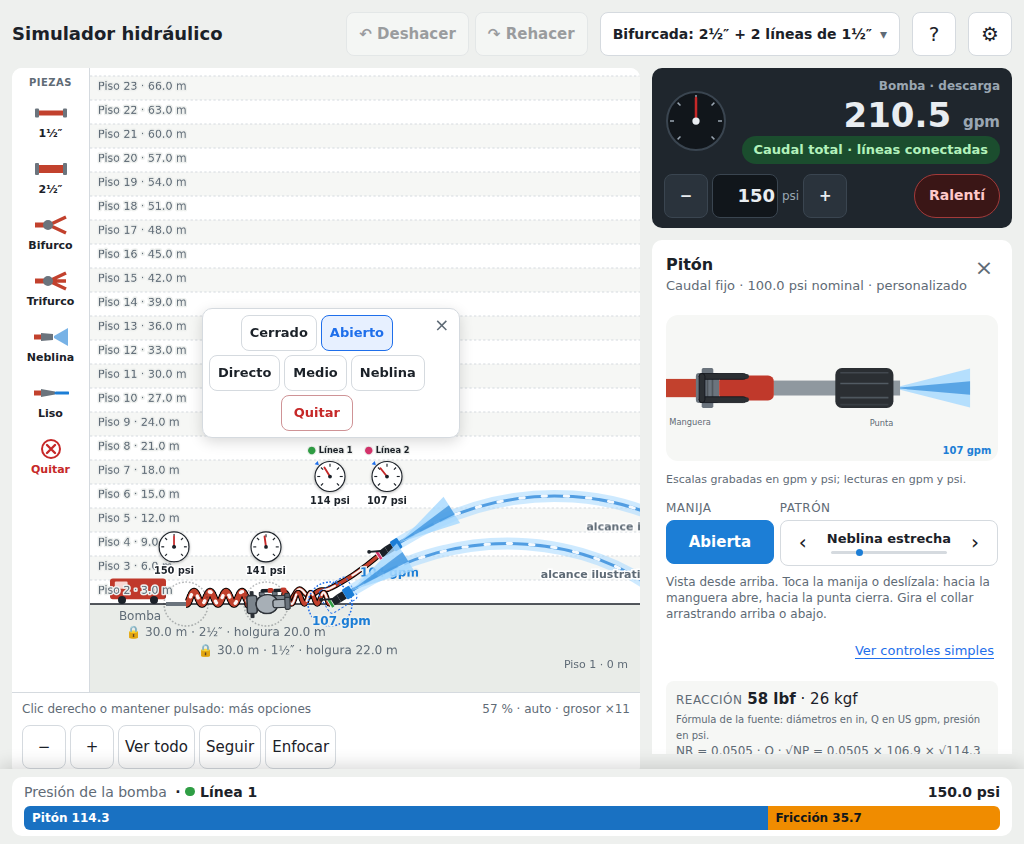 Simulador hidráulico
↶ Deshacer
↷ Rehacer
Bifurcada: 2½″ + 2 líneas de 1½″ ▾
?
⚙
PIEZAS
1½″
2½″
Bifurco
Trifurco
Neblina
Liso
Quitar
Piso 23 · 66.0 m
Piso 22 · 63.0 m
Piso 21 · 60.0 m
Piso 20 · 57.0 m
Piso 19 · 54.0 m
Piso 18 · 51.0 m
Piso 17 · 48.0 m
Piso 16 · 45.0 m
Piso 15 · 42.0 m
Piso 14 · 39.0 m
Piso 13 · 36.0 m
Piso 12 · 33.0 m
Piso 11 · 30.0 m
Piso 10 · 27.0 m
Piso 9 · 24.0 m
Piso 8 · 21.0 m
Piso 7 · 18.0 m
Piso 6 · 15.0 m
Piso 5 · 12.0 m
Piso 4 · 9.0
Piso 3 · 6.0
Piso 2 · 3.0 m
Cerrado
Abierto
×
Directo
Medio
Neblina
Quitar
Línea 1
Línea 2
114 psi
107 psi
150 psi
141 psi
alcance i
alcance ilustrati
gpm
107 gpm
Bomba
🔒 30.0 m · 2½″ · holgura 20.0 m
🔒 30.0 m · 1½″ · holgura 22.0 m
Piso 1 · 0 m
Clic derecho o mantener pulsado: más opciones
57 % · auto · grosor ×11
−
+
Ver todo
Seguir
Enfocar
Bomba · descarga
210.5 gpm
Caudal total · líneas conectadas
−
150 psi
+
Ralentí
Pitón
×
Caudal fijo · 100.0 psi nominal · personalizado
Manguera
Punta
107 gpm
Escalas grabadas en gpm y psi; lecturas en gpm y psi.
MANIJA
PATRÓN
Abierta
‹
Neblina estrecha
›
Vista desde arriba. Toca la manija o deslízala: hacia la
manguera abre, hacia la punta cierra. Gira el collar
arrastrando arriba o abajo.
Ver controles simples
REACCIÓN 58 lbf · 26 kgf
Fórmula de la fuente: diámetros en in, Q en US gpm, presión
en psi.
NR = 0.0505 · Q · √NP = 0.0505 × 106.9 × √114.3
Presión de la bomba · Línea 1
150.0 psi
Pitón 114.3
Fricción 35.7